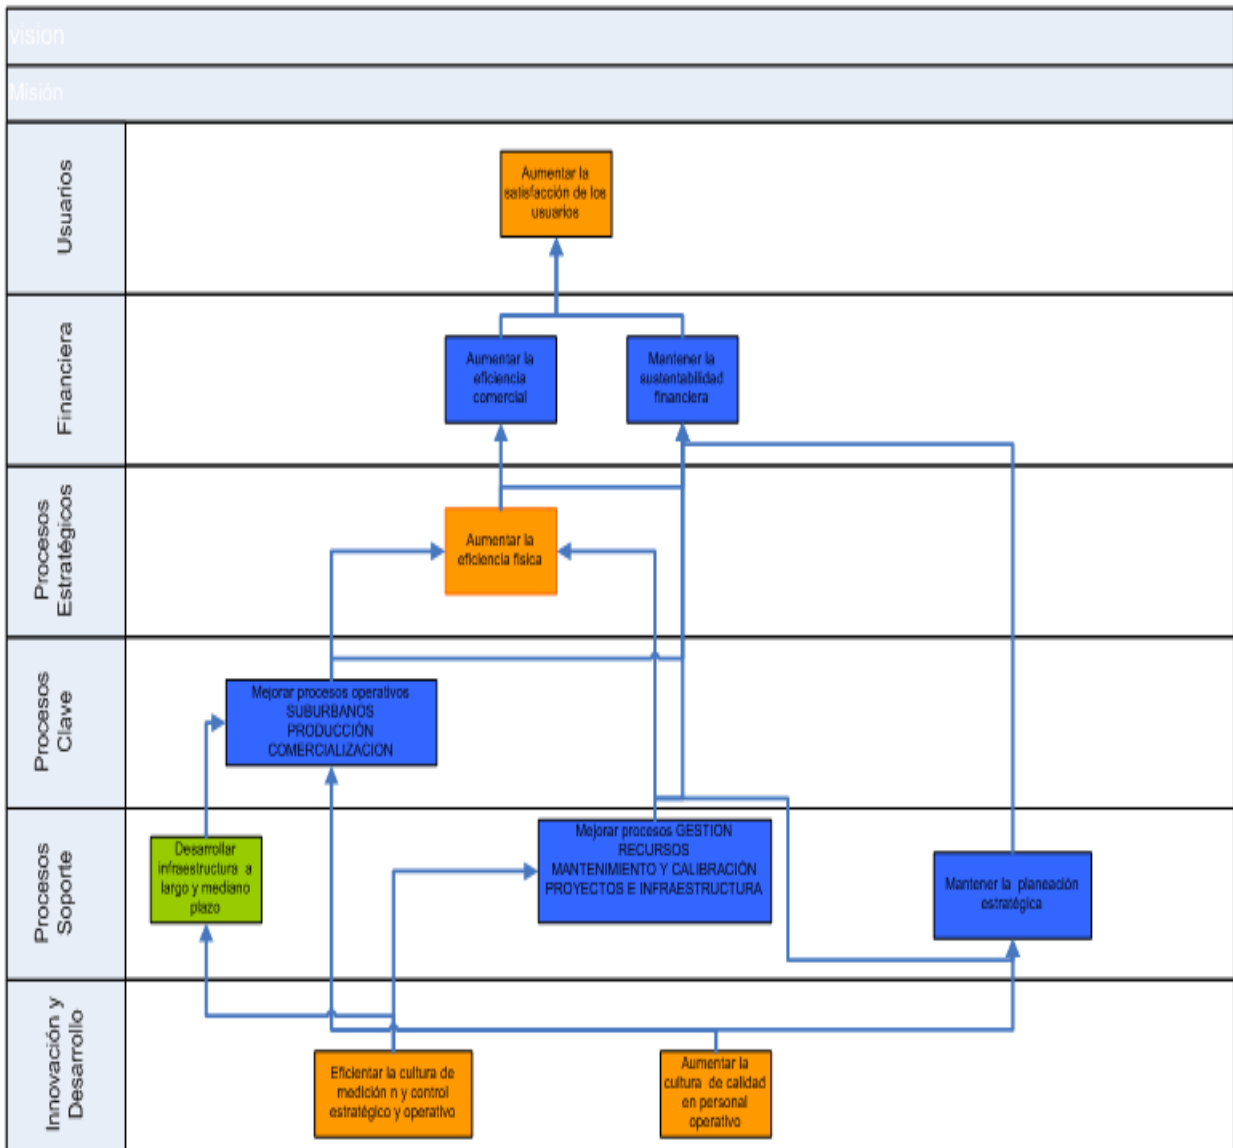 visión
Misión
Usuarios
Aumentar la
satisfacción de los
usuarios
Financiera
Aumentar la
eficiencia
comercial
Mantener la
sustentabilidad
financiera
Procesos
Estratégicos
Aumentar la
eficiencia fisica
Procesos
Clave
Mejorar procesos operativos
SUBURBANOS
PRODUCCIÓN
COMERCIALIZACION
Procesos
Soporte
Desarrollar
infraestructura a
largo y mediano
plazo
Mejorar procesos GESTION
RECURSOS
MANTENIMIENTO Y CALIBRACIÓN
PROYECTOS E INFRAESTRUCTURA
Mantener la planeación
estratégica
Innovación y
Desarrollo
Eficientar la cultura de
medición n y control
estratégico y operativo
Aumentar la
cultura de calidad
en personal
operativo